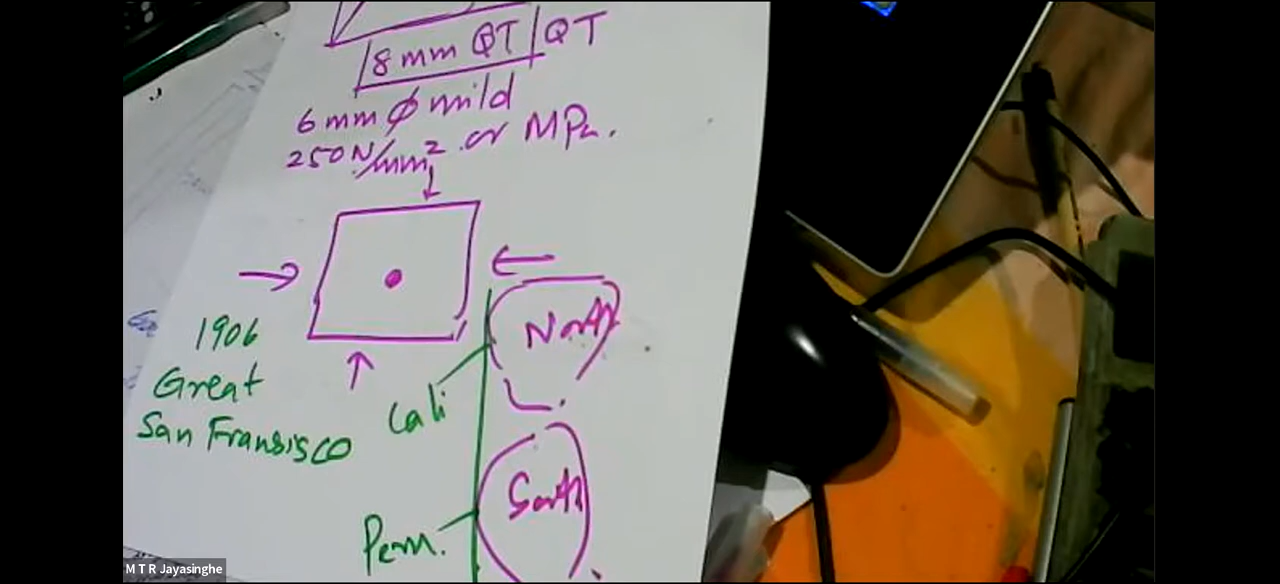 8 mm QT | QT
6 mm ϕ mild
250 N/mm² or MPa.
1906
Great
San Fransisco
Cali
North
South
Peru.
M T R Jayasinghe